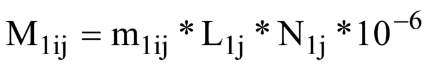 M₁ᵢⱼ = m₁ᵢⱼ * L₁ⱼ * N₁ⱼ * 10⁻⁶